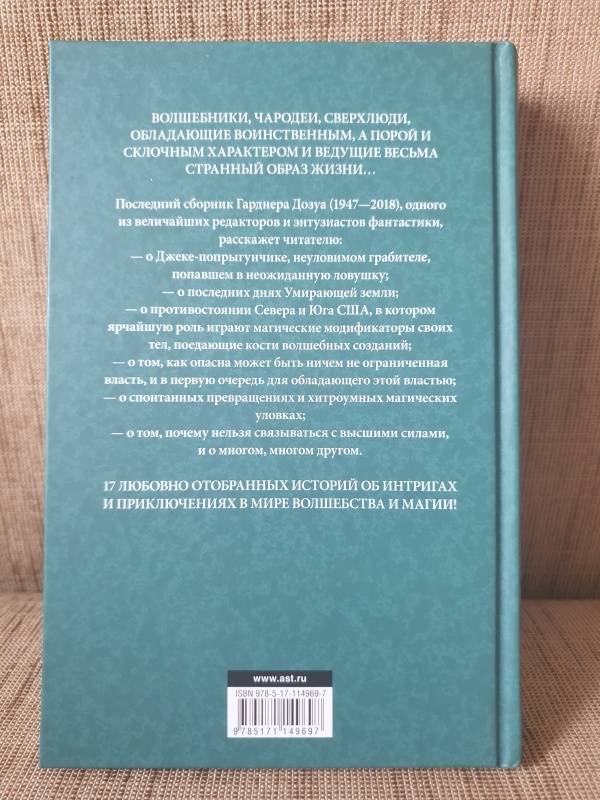 ВОЛШЕБНИКИ, ЧАРОДЕИ, СВЕРХЛЮДИ,
ОБЛАДАЮЩИЕ ВОИНСТВЕННЫМ, А ПОРОЙ И
СКЛОЧНЫМ ХАРАКТЕРОМ И ВЕДУЩИЕ ВЕСЬМА
СТРАННЫЙ ОБРАЗ ЖИЗНИ…
Последний сборник Гарднера Дозуа (1947—2018), одного
из величайших редакторов и энтузиастов фантастики,
расскажет читателю:
— о Джеке-попрыгунчике, неуловимом грабителе,
попавшем в неожиданную ловушку;
— о последних днях Умирающей земли;
— о противостоянии Севера и Юга США, в котором
ярчайшую роль играют магические модификаторы своих
тел, поедающие кости волшебных созданий;
— о том, как опасна может быть ничем не ограниченная
власть, и в первую очередь для обладающего этой властью;
— о спонтанных превращениях и хитроумных магических
уловках;
— о том, почему нельзя связываться с высшими силами,
и о многом, многом другом.
17 ЛЮБОВНО ОТОБРАННЫХ ИСТОРИЙ ОБ ИНТРИГАХ
И ПРИКЛЮЧЕНИЯХ В МИРЕ ВОЛШЕБСТВА И МАГИИ!
www.ast.ru
ISBN 978-5-17-114969-7
9785171149697